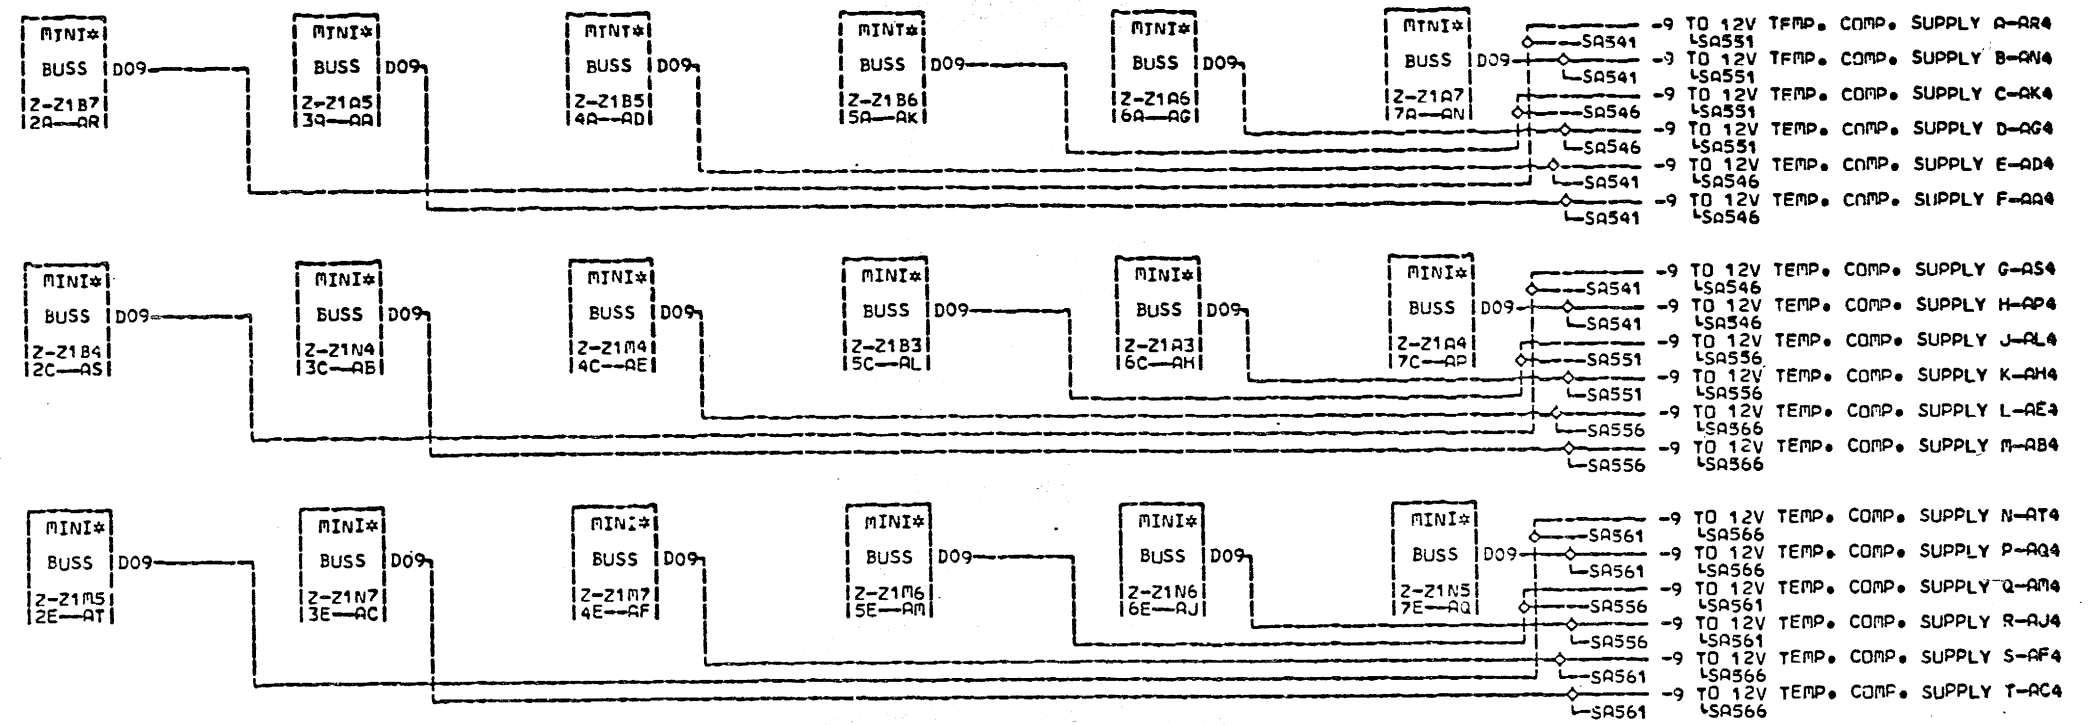 MINI* MINI* MINI* MINI* MINI* MINI*
BUSS D09 BUSS D09 BUSS D09 BUSS D09 BUSS D09 BUSS D09
Z-Z1B7 Z-Z1A5 Z-Z1B5 Z-Z1B6 Z-Z1A6 Z-Z1A7
2A--AR 3A--AA 4A--AD 5A--AK 6A--AG 7A--AN
-9 TO 12V TEMP. COMP. SUPPLY A-AR4
SA541 SA551
-9 TO 12V TEMP. COMP. SUPPLY B-AN4
SA541 SA551
-9 TO 12V TEMP. COMP. SUPPLY C-AK4
SA546 SA551
-9 TO 12V TEMP. COMP. SUPPLY D-AG4
SA546 SA551
-9 TO 12V TEMP. COMP. SUPPLY E-AD4
SA541 SA546
-9 TO 12V TEMP. COMP. SUPPLY F-AA4
SA541 SA546
MINI* MINI* MINI* MINI* MINI* MINI*
BUSS D09 BUSS D09 BUSS D09 BUSS D09 BUSS D09 BUSS D09
Z-Z1B4 Z-Z1N4 Z-Z1M4 Z-Z1B3 Z-Z1A3 Z-Z1A4
2C--AS 3C--AB 4C--AE 5C--AL 6C--AH 7C--AP
-9 TO 12V TEMP. COMP. SUPPLY G-AS4
SA541 SA546
-9 TO 12V TEMP. COMP. SUPPLY H-AP4
SA541 SA546
-9 TO 12V TEMP. COMP. SUPPLY J-AL4
SA551 SA556
-9 TO 12V TEMP. COMP. SUPPLY K-AH4
SA551 SA556
-9 TO 12V TEMP. COMP. SUPPLY L-AE4
SA556 SA566
-9 TO 12V TEMP. COMP. SUPPLY M-AB4
SA556 SA566
MINI* MINI* MINI* MINI* MINI* MINI*
BUSS D09 BUSS D09 BUSS D09 BUSS D09 BUSS D09 BUSS D09
Z-Z1M5 Z-Z1N7 Z-Z1M7 Z-Z1M6 Z-Z1N6 Z-Z1N5
2E--AT 3E--AC 4E--AF 5E--AM 6E--AJ 7E--AQ
-9 TO 12V TEMP. COMP. SUPPLY N-AT4
SA561 SA566
-9 TO 12V TEMP. COMP. SUPPLY P-AQ4
SA561 SA566
-9 TO 12V TEMP. COMP. SUPPLY Q-AM4
SA556 SA561
-9 TO 12V TEMP. COMP. SUPPLY R-AJ4
SA556 SA561
-9 TO 12V TEMP. COMP. SUPPLY S-AF4
SA561 SA566
-9 TO 12V TEMP. COMP. SUPPLY T-AC4
SA561 SA566